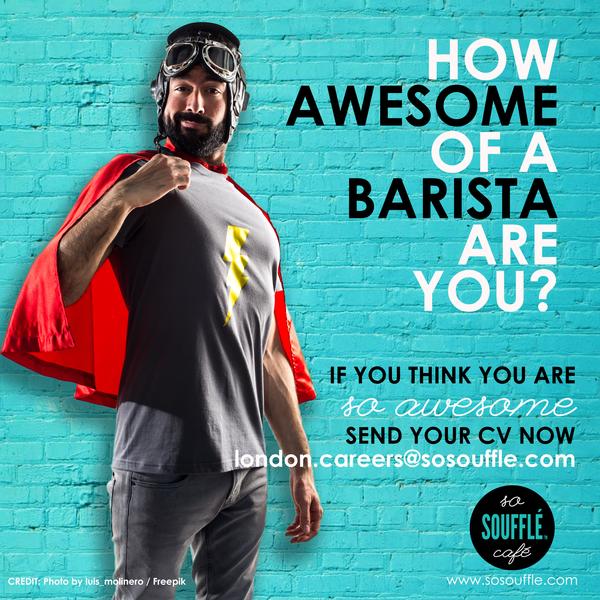 HOW
AWESOME
OF A
BARISTA
ARE
YOU?
IF YOU THINK YOU ARE
so awesome
SEND YOUR CV NOW
london.careers@sosouffle.com
so
SOUFFLÉ
café
www.sosouffle.com
CREDIT: Photo by luis_molinero / Freepik